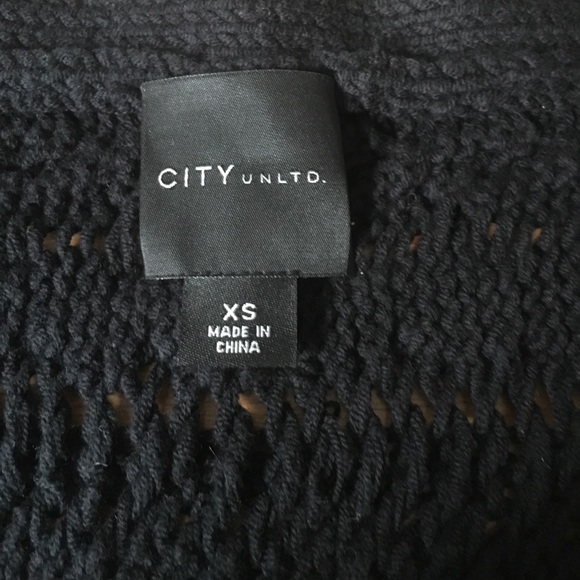 CITY UNLTD.
XS
MADE IN
CHINA